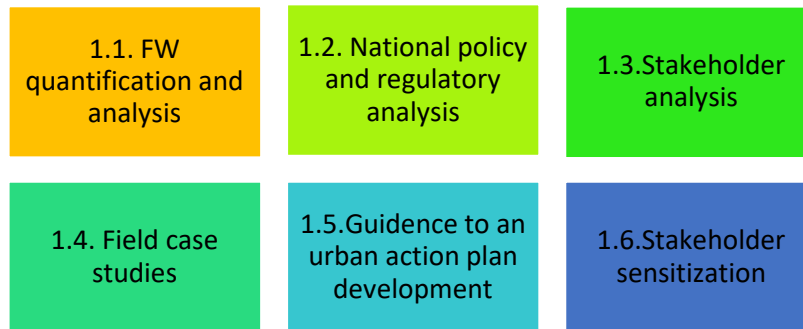 1.1. FW
quantification and
analysis
1.2. National policy
and regulatory
analysis
1.3.Stakeholder
analysis
1.4. Field case
studies
1.5.Guidence to an
urban action plan
development
1.6.Stakeholder
sensitization